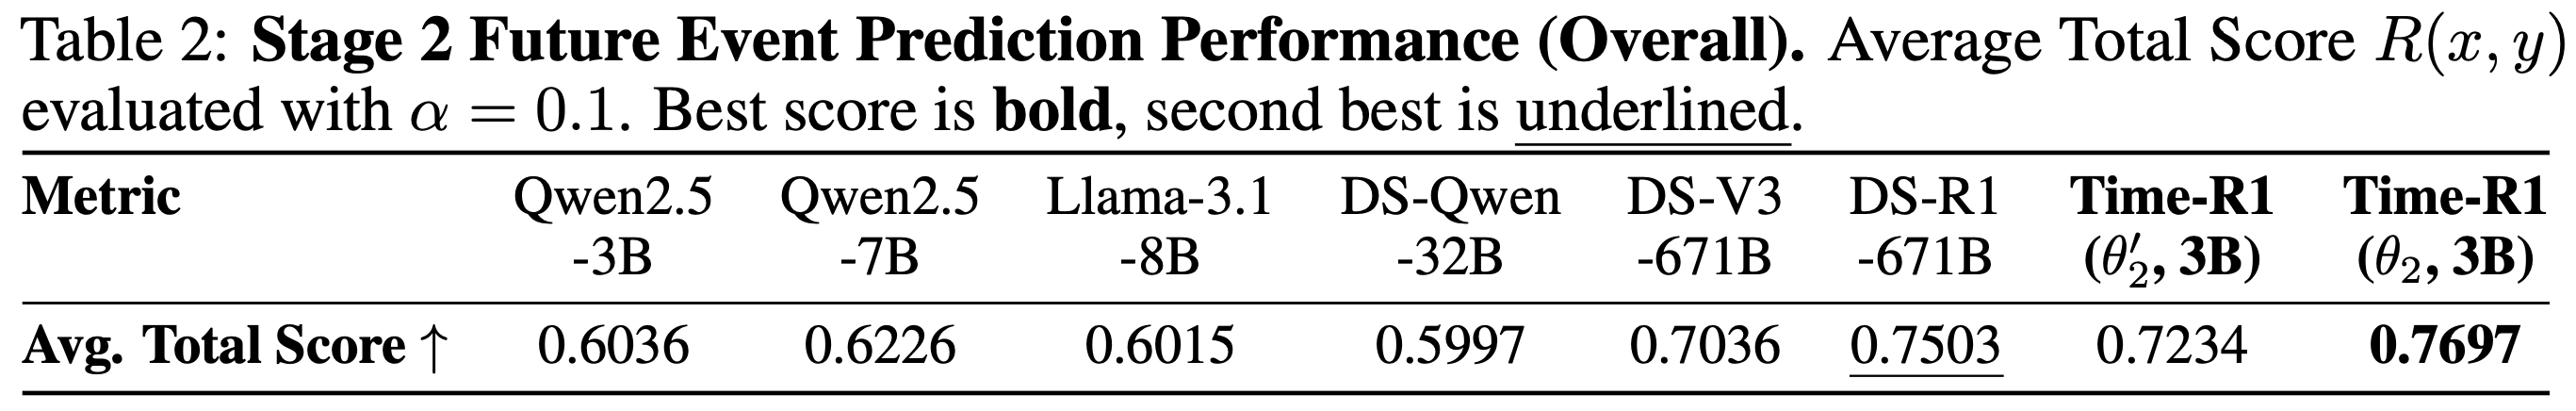 Table 2: Stage 2 Future Event Prediction Performance (Overall). Average Total Score R(x, y)
evaluated with α = 0.1. Best score is bold, second best is underlined.
Metric Qwen2.5 Qwen2.5 Llama-3.1 DS-Qwen DS-V3 DS-R1 Time-R1 Time-R1
-3B -7B -8B -32B -671B -671B (θ′₂, 3B) (θ₂, 3B)
Avg. Total Score ↑ 0.6036 0.6226 0.6015 0.5997 0.7036 0.7503 0.7234 0.7697